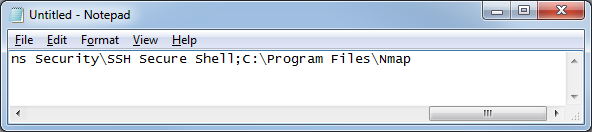 Untitled - Notepad
File Edit Format View Help
ns Security\SSH Secure Shell;C:\Program Files\Nmap